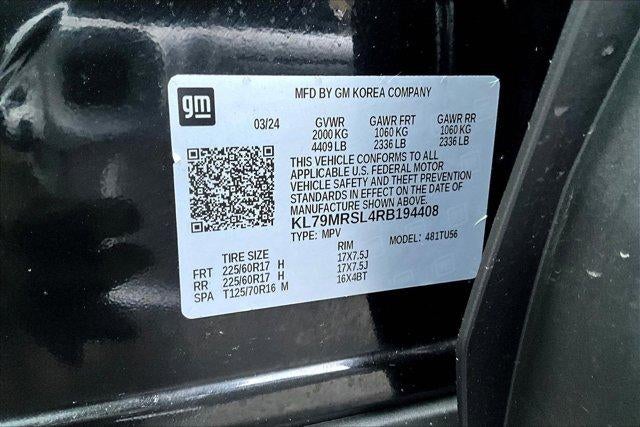 gm
MFD BY GM KOREA COMPANY
03/24 GVWR GAWR FRT GAWR RR
2000 KG 1060 KG 1060 KG
4409 LB 2336 LB 2336 LB
THIS VEHICLE CONFORMS TO ALL
APPLICABLE U.S. FEDERAL MOTOR
VEHICLE SAFETY AND THEFT PREVENTION
STANDARDS IN EFFECT ON THE DATE OF
MANUFACTURE SHOWN ABOVE.
KL79MRSL4RB194408
TYPE: MPV MODEL: 481TU56
TIRE SIZE RIM
FRT 225/60R17 H 17X7.5J
RR 225/60R17 H 17X7.5J
SPA T125/70R16 M 16X4BT